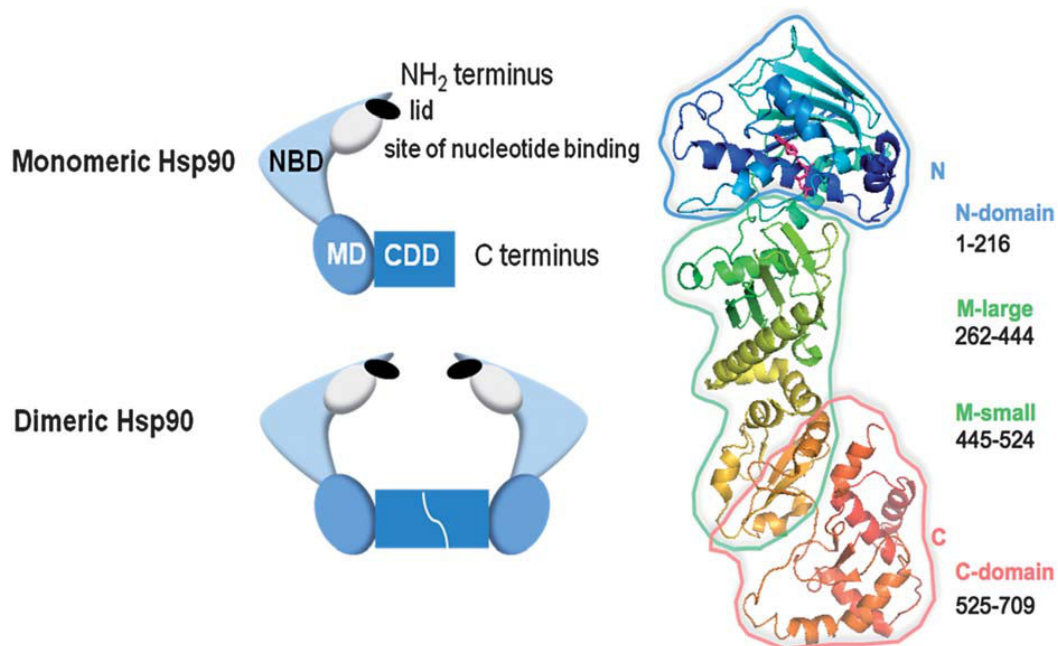 NH₂ terminus
lid
site of nucleotide binding
Monomeric Hsp90
NBD
MD
CDD
C terminus
Dimeric Hsp90
N
N-domain
1-216
M-large
262-444
M-small
445-524
C
C-domain
525-709